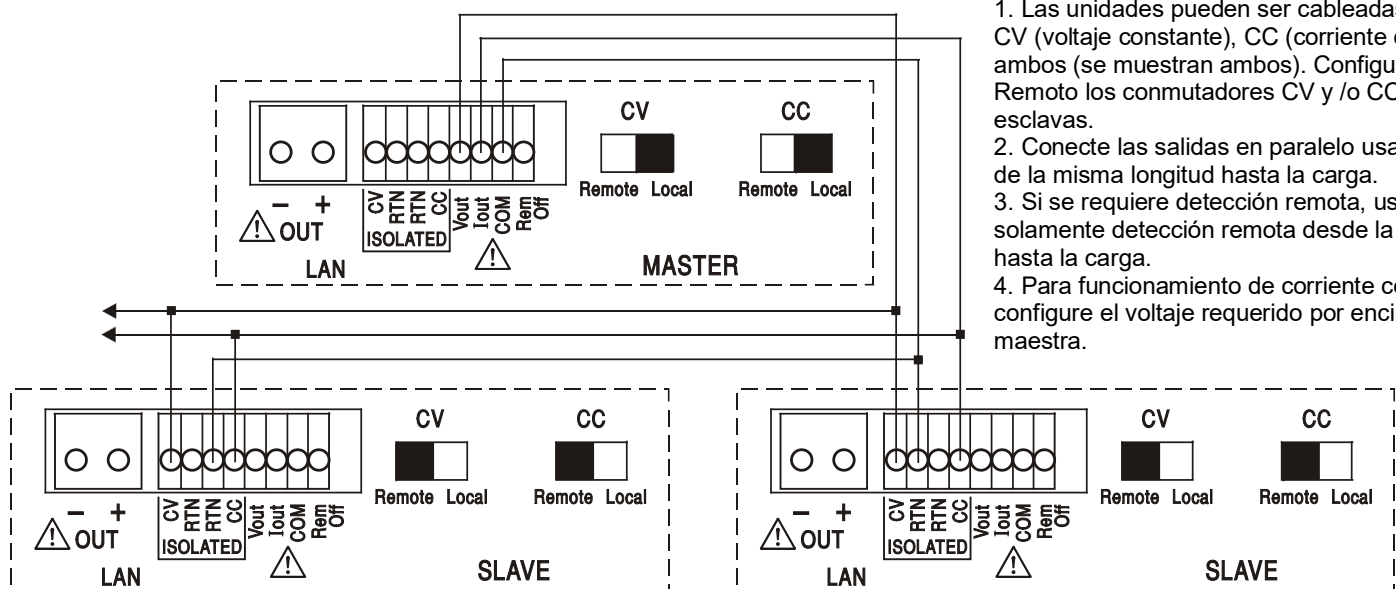 1. Las unidades pueden ser cableadas
CV (voltaje constante), CC (corriente
ambos (se muestran ambos). Configu
Remoto los conmutadores CV y /o CC
esclavas.
2. Conecte las salidas en paralelo usa
de la misma longitud hasta la carga.
3. Si se requiere detección remota, us
solamente detección remota desde la
hasta la carga.
4. Para funcionamiento de corriente co
configure el voltaje requerido por enci
maestra.
CV CC
Remote Local Remote Local
- +
OUT
CV RTN RTN CC Vout Iout COM Rem Off
ISOLATED
LAN MASTER
CV CC
Remote Local Remote Local
- +
OUT
CV RTN RTN CC Vout Iout COM Rem Off
ISOLATED
LAN SLAVE
CV CC
Remote Local Remote Local
- +
OUT
CV RTN RTN CC Vout Iout COM Rem Off
ISOLATED
LAN SLAVE